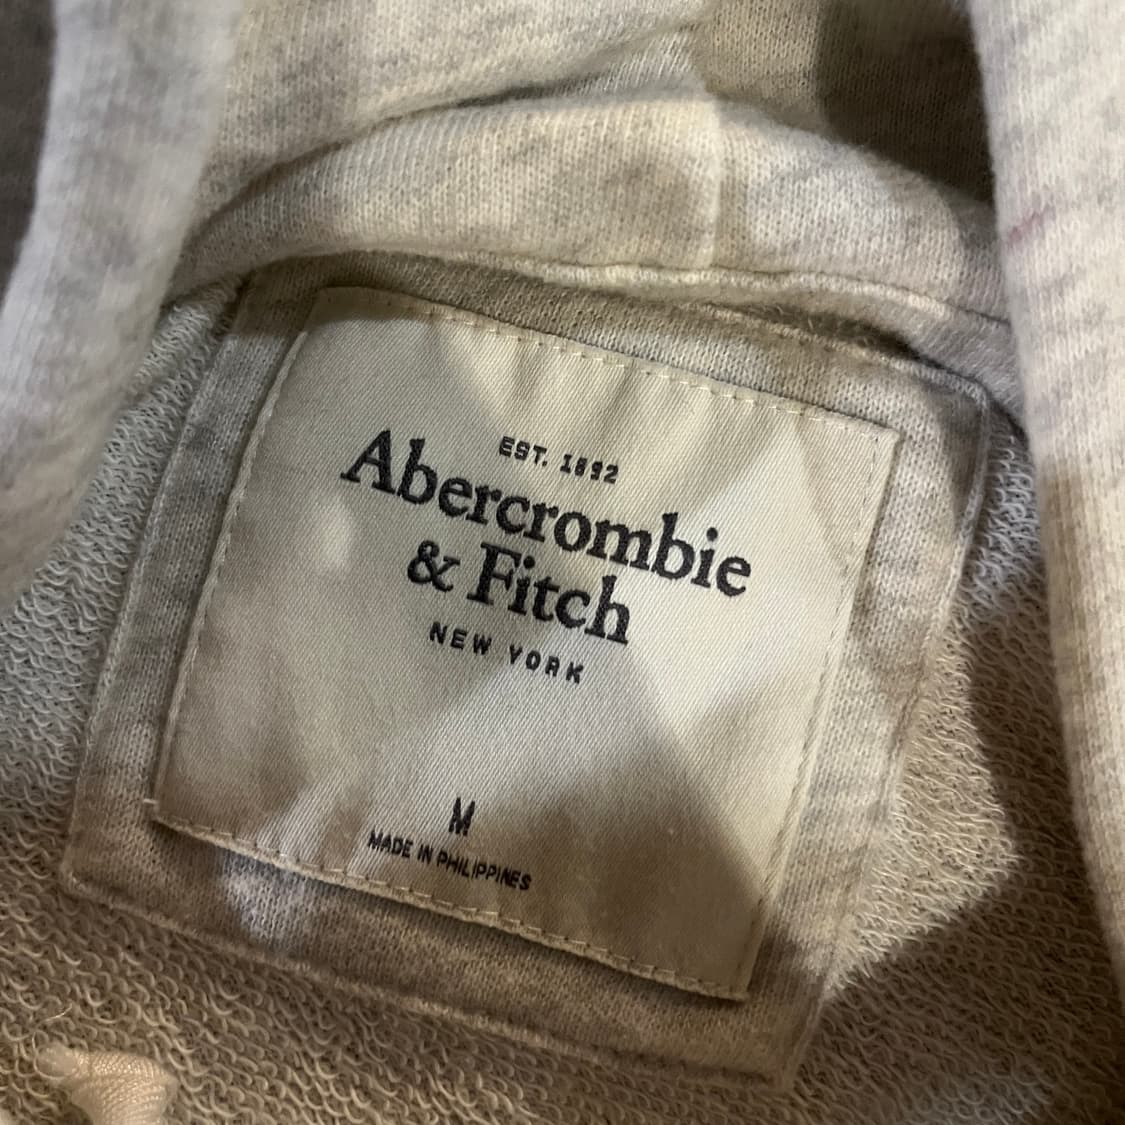 EST. 1892
Abercrombie
& Fitch
NEW YORK
M
MADE IN PHILIPPINES